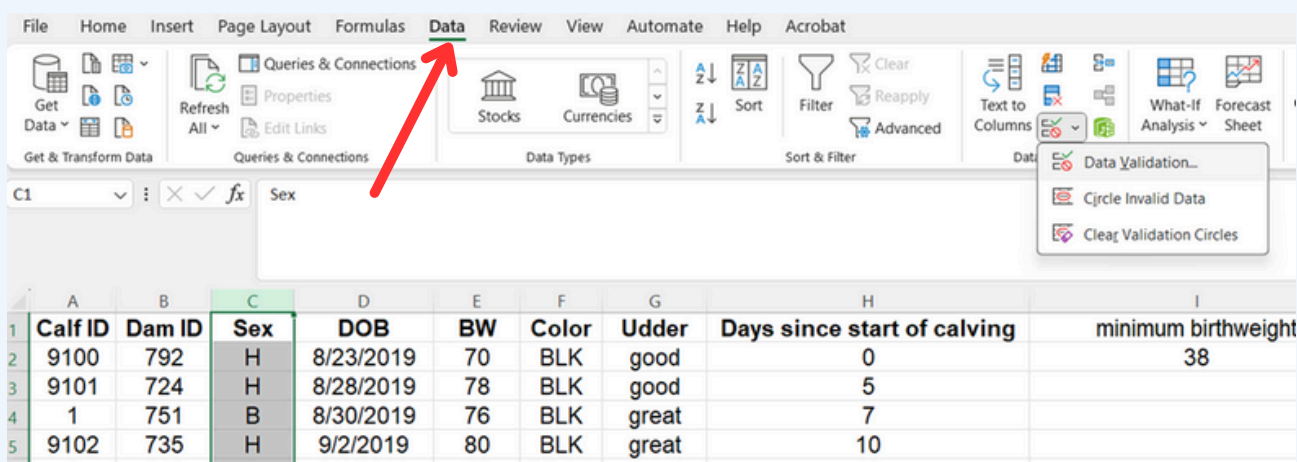 File Home Insert Page Layout Formulas Data Review View Automate Help Acrobat
Get Data
Refresh All
Queries & Connections
Properties
Edit Links
Stocks
Currencies
Sort
Filter
Clear
Reapply
Advanced
Text to Columns
What-If Analysis
Forecast Sheet
Get & Transform Data
Queries & Connections
Data Types
Sort & Filter
Dat
Data Validation...
Circle Invalid Data
Clear Validation Circles
C1 fx Sex
A B C D E F G H I
1 Calf ID Dam ID Sex DOB BW Color Udder Days since start of calving minimum birthweight
2 9100 792 H 8/23/2019 70 BLK good 0 38
3 9101 724 H 8/28/2019 78 BLK good 5
4 1 751 B 8/30/2019 76 BLK great 7
5 9102 735 H 9/2/2019 80 BLK great 10